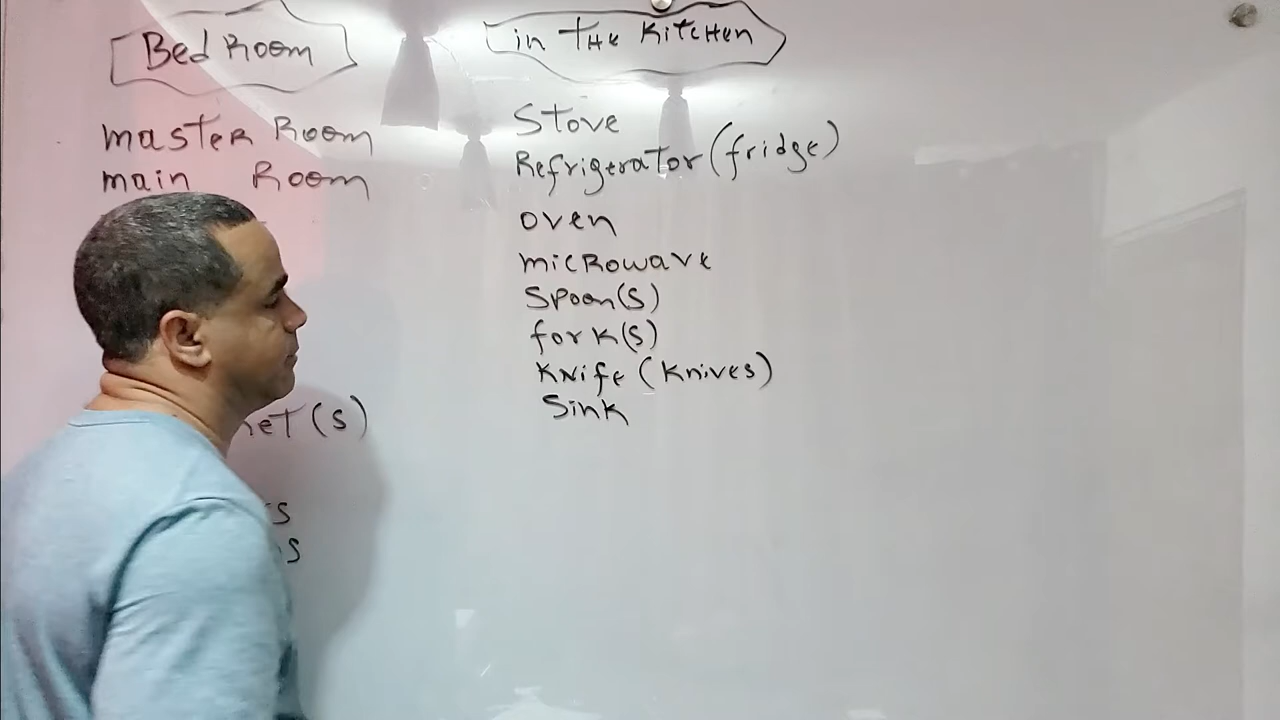 Bed Room
master Room
main Room
in the kitchen
Stove
Refrigerator (fridge)
oven
microwave
Spoon(s)
fork(s)
Knife (Knives)
Sink